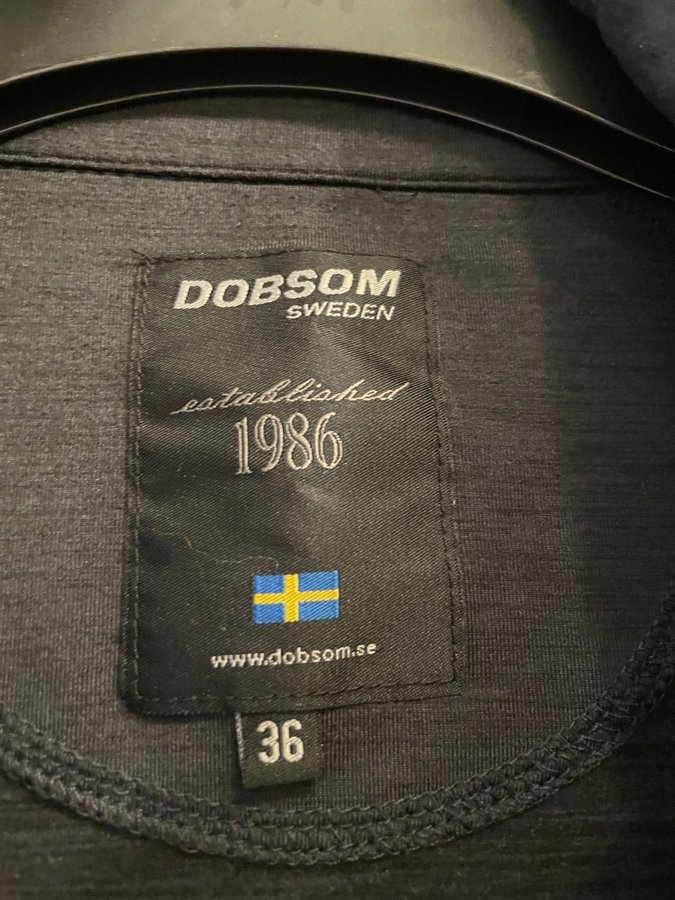 DOBSOM
SWEDEN
established
1986
www.dobsom.se
36